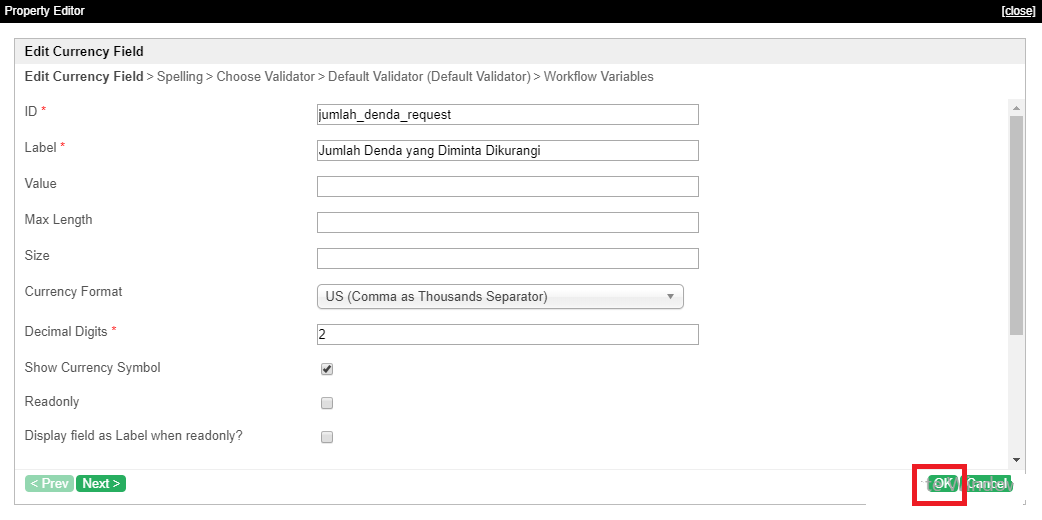 Property Editor [close]
Edit Currency Field
Edit Currency Field > Spelling > Choose Validator > Default Validator (Default Validator) > Workflow Variables
ID * jumlah_denda_request
Label * Jumlah Denda yang Diminta Dikurangi
Value
Max Length
Size
Currency Format US (Comma as Thousands Separator)
Decimal Digits * 2
Show Currency Symbol
Readonly
Display field as Label when readonly?
< Prev Next > OK Cancel